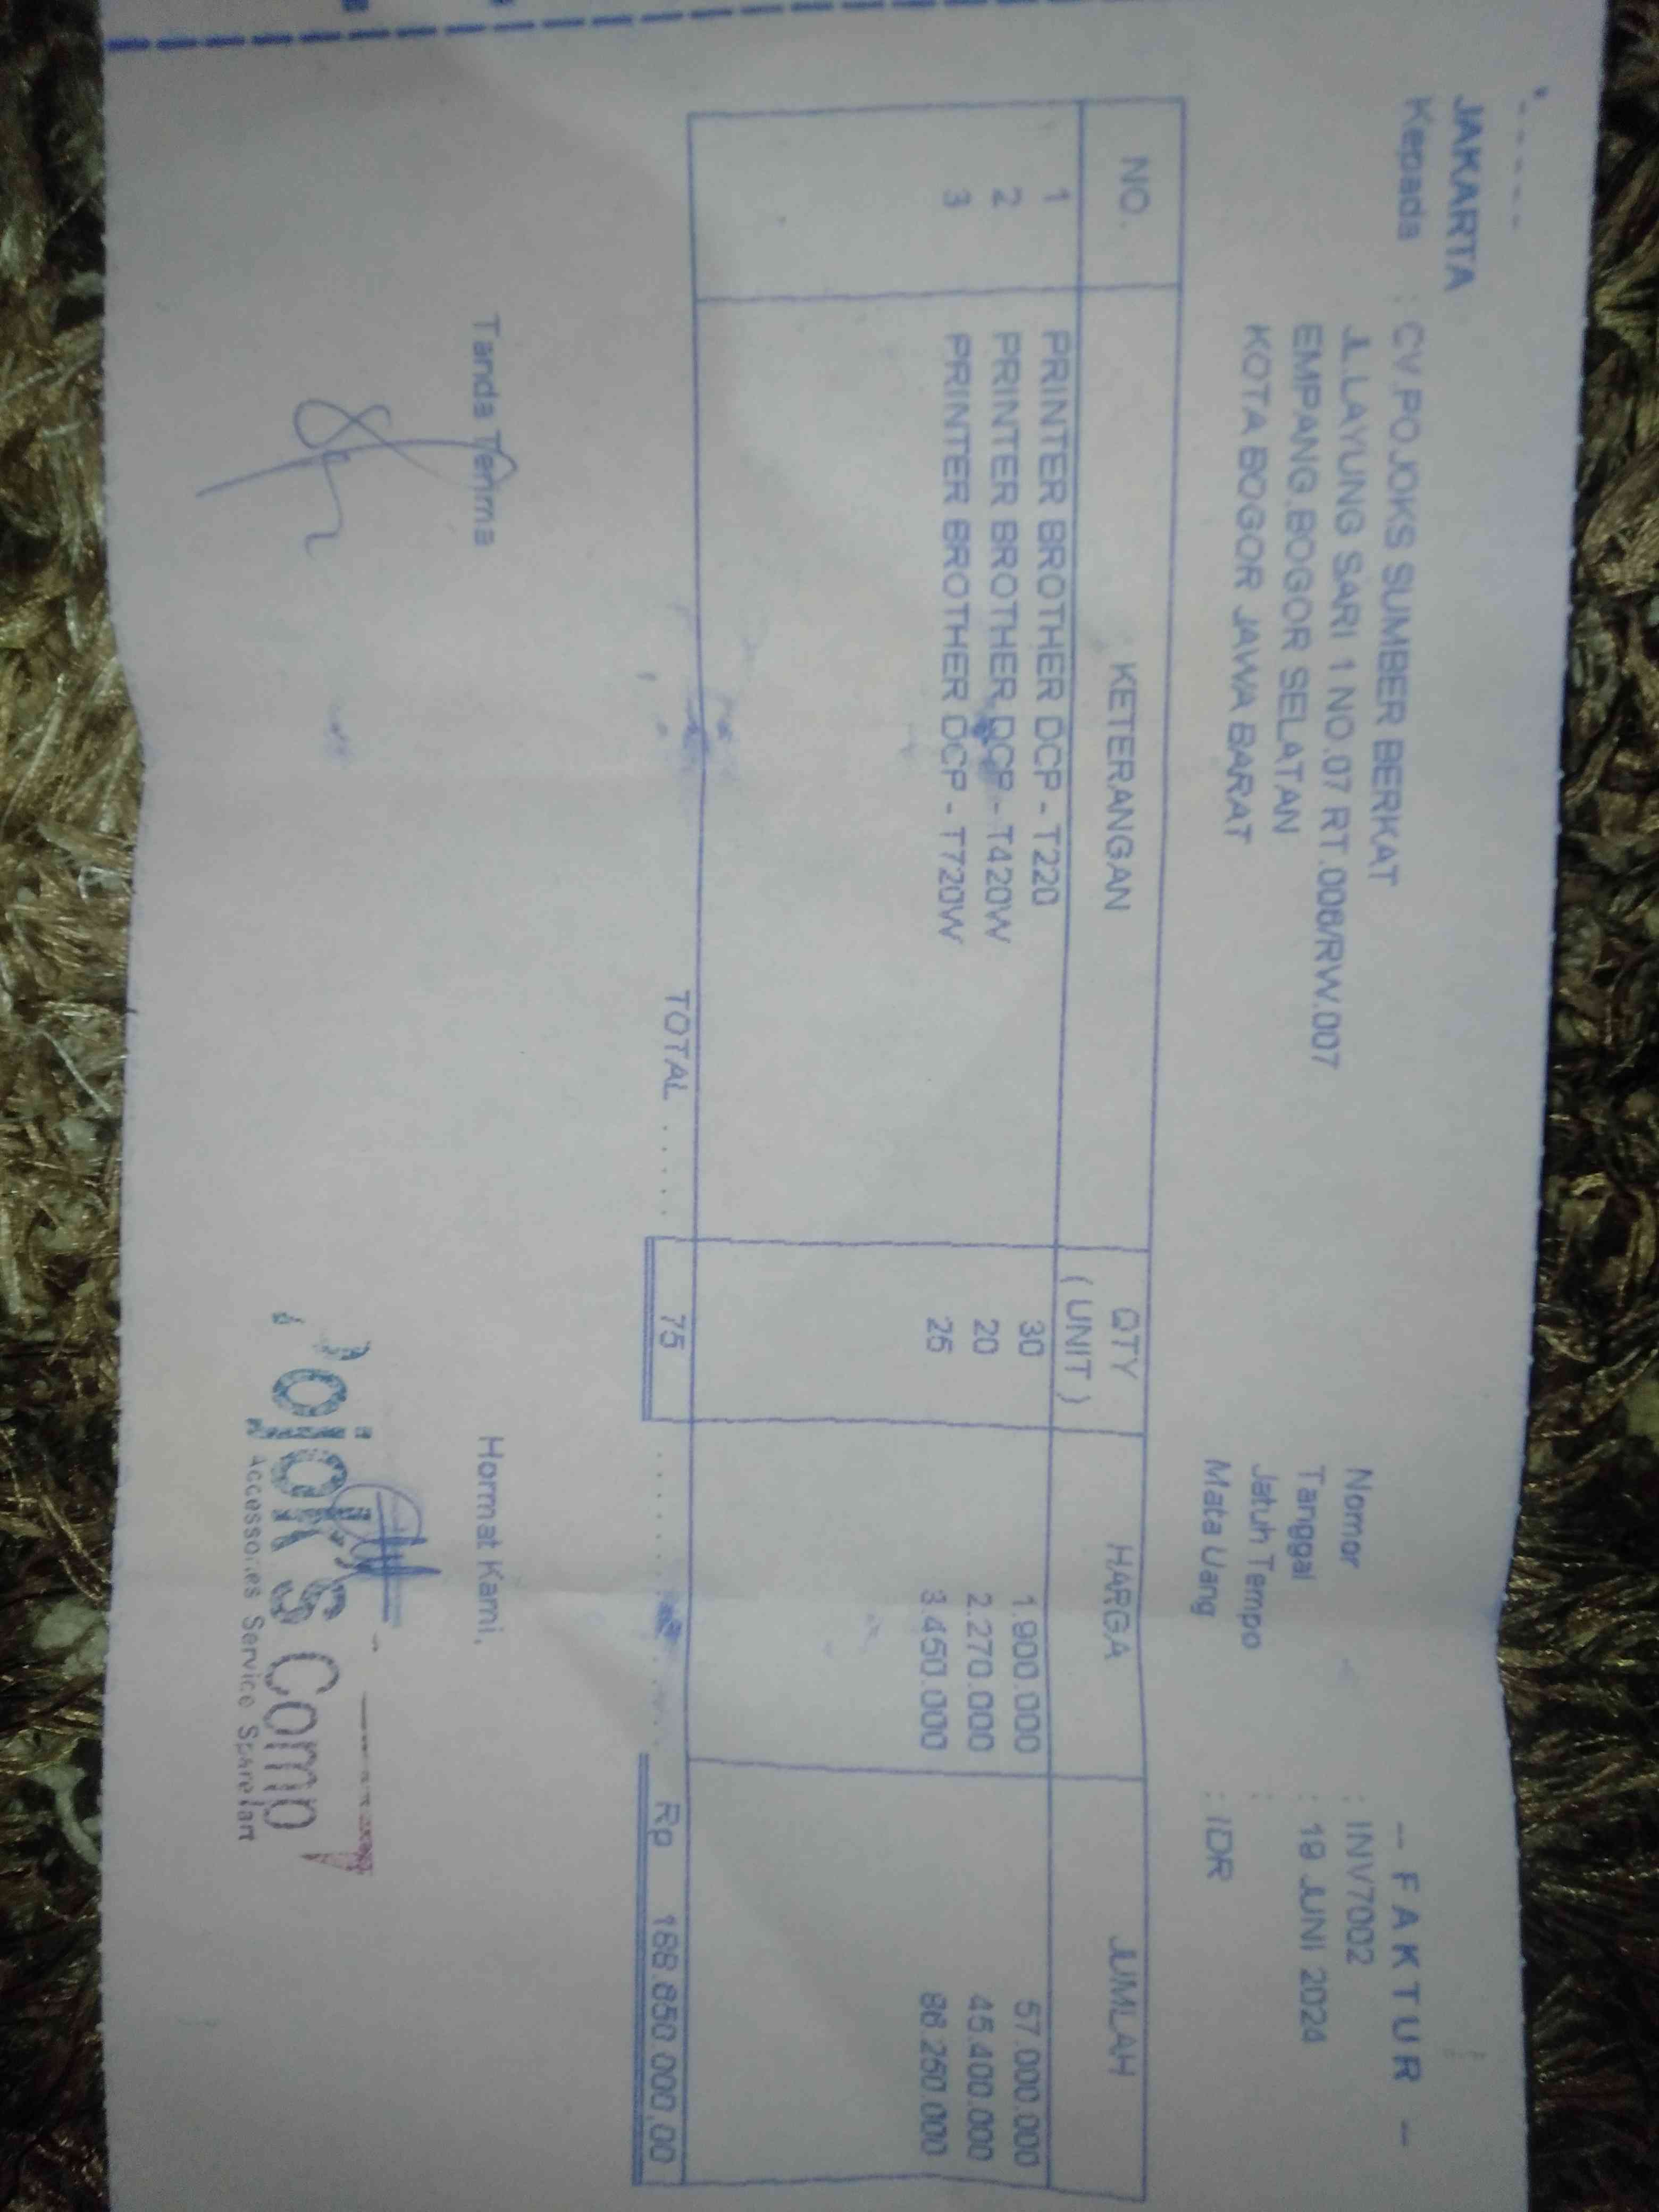 JAKARTA
-- F A K T U R --
Kepada : CV.POJOKS SUMBER BERKAT
JL.LAYUNG SARI 1 NO.07 RT.006/RW.007
EMPANG,BOGOR SELATAN
KOTA BOGOR JAWA BARAT
Nomor : INV7002
Tanggal : 19 JUNI 2024
Jatuh Tempo :
Mata Uang : IDR
NO. KETERANGAN QTY ( UNIT ) HARGA JUMLAH
1 PRINTER BROTHER DCP - T220 30 1.900.000 57.000.000
2 PRINTER BROTHER DCP - T420W 20 2.270.000 45.400.000
3 PRINTER BROTHER DCP - T720W 25 3.450.000 86.250.000
TOTAL . . . . . 75 . . . . . . . . . . Rp 188.650.000,00
Tanda Terima
Hormat Kami,
Pojok's Comp
Accessories Service Sparepart